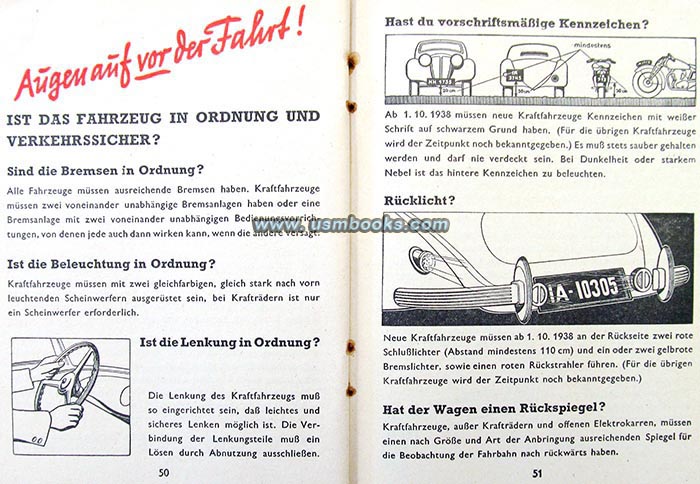 Augen auf vor der Fahrt!
IST DAS FAHRZEUG IN ORDNUNG UND
VERKEHRSSICHER?
Sind die Bremsen in Ordnung?
Alle Fahrzeuge müssen ausreichende Bremsen haben. Kraftfahrzeuge
müssen zwei voneinander unabhängige Bremsanlagen haben oder eine
Bremsanlage mit zwei voneinander unabhängigen Bedienungsvorrich-
tungen, von denen jede auch dann wirken kann, wenn die andere versagt.
Ist die Beleuchtung in Ordnung?
Kraftfahrzeuge müssen mit zwei gleichfarbigen, gleich stark nach vorn
leuchtenden Scheinwerfern ausgerüstet sein, bei Krafträdern ist nur
ein Scheinwerfer erforderlich.
Ist die Lenkung in Ordnung?
Die Lenkung des Kraftfahrzeugs muß
so eingerichtet sein, daß leichtes und
sicheres Lenken möglich ist. Die Ver-
bindung der Lenkungsteile muß ein
Lösen durch Abnutzung ausschließen.
50
Hast du vorschriftsmäßige Kennzeichen?
mindestens
20 cm
Ab 1. 10. 1938 müssen neue Kraftfahrzeuge Kennzeichen mit weißer
Schrift auf schwarzem Grund haben. (Für die übrigen Kraftfahrzeuge
wird der Zeitpunkt noch bekanntgegeben.) Es muß stets sauber gehalten
werden und darf nie verdeckt sein. Bei Dunkelheit oder starkem
Nebel ist das hintere Kennzeichen zu beleuchten.
Rücklicht?
IA-10305
Neue Kraftfahrzeuge müssen ab 1. 10. 1938 an der Rückseite zwei rote
Schlußlichter (Abstand mindestens 110 cm) und ein oder zwei gelbrote
Bremslichter, sowie einen roten Rückstrahler führen. (Für die übrigen
Kraftfahrzeuge wird der Zeitpunkt noch bekanntgegeben.)
Hat der Wagen einen Rückspiegel?
Kraftfahrzeuge, außer Krafträdern und offenen Elektrokarren, müssen
einen nach Größe und Art der Anbringung ausreichenden Spiegel für
die Beobachtung der Fahrbahn nach rückwärts haben.
51
www.usmbooks.com